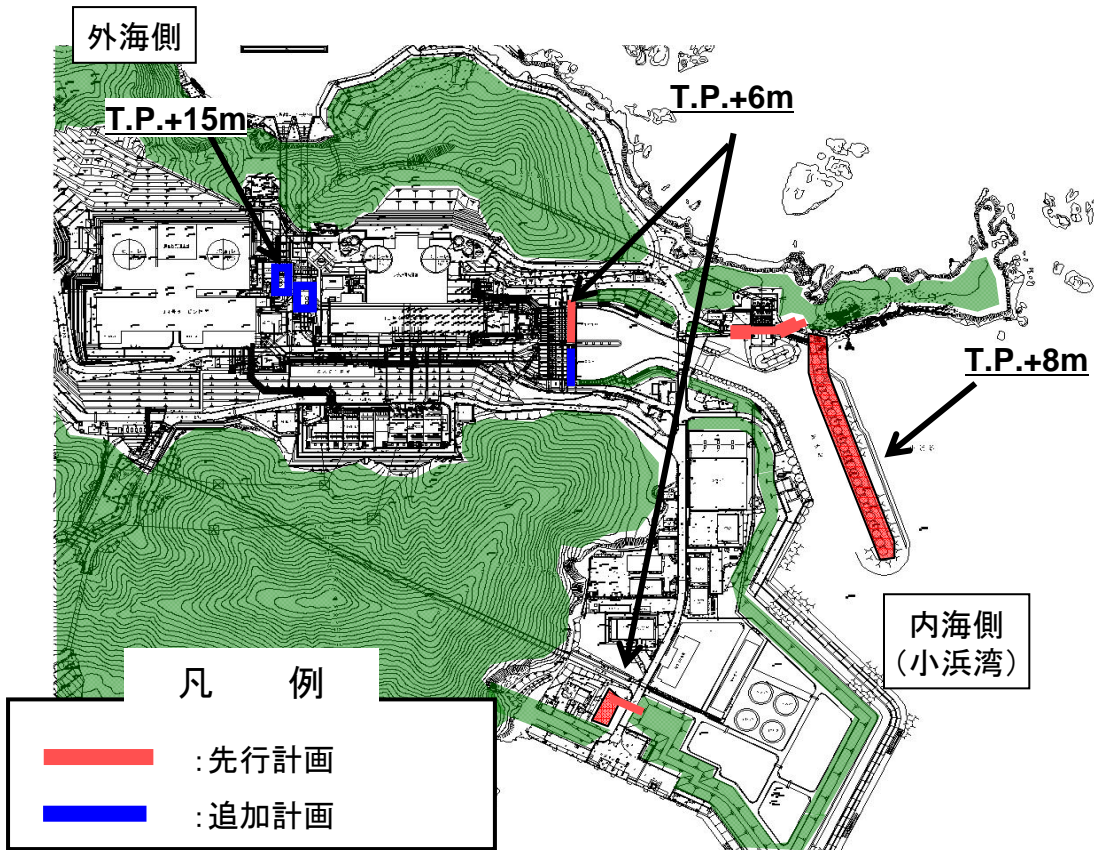 外海側
T.P.+15m
T.P.+6m
T.P.+8m
内海側
(小浜湾)
凡 例
:先行計画
:追加計画